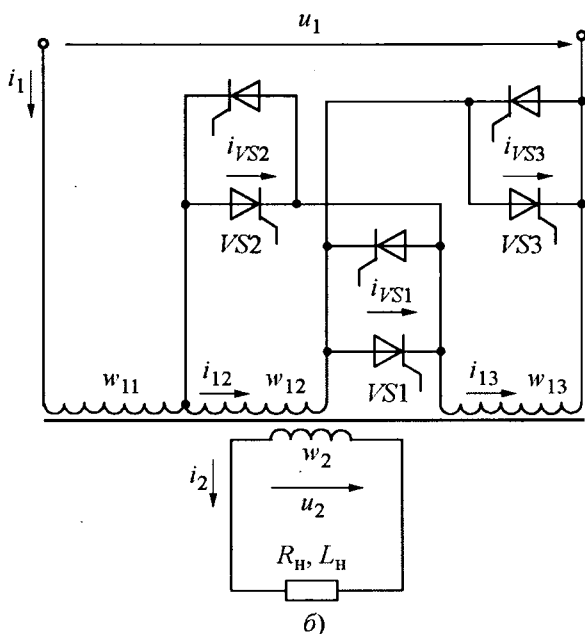 u1
i1
iVS2
iVS3
VS2
VS3
iVS1
w11
i12
w12
VS1
i13
w13
w2
i2
u2
Rн, Lн
б)